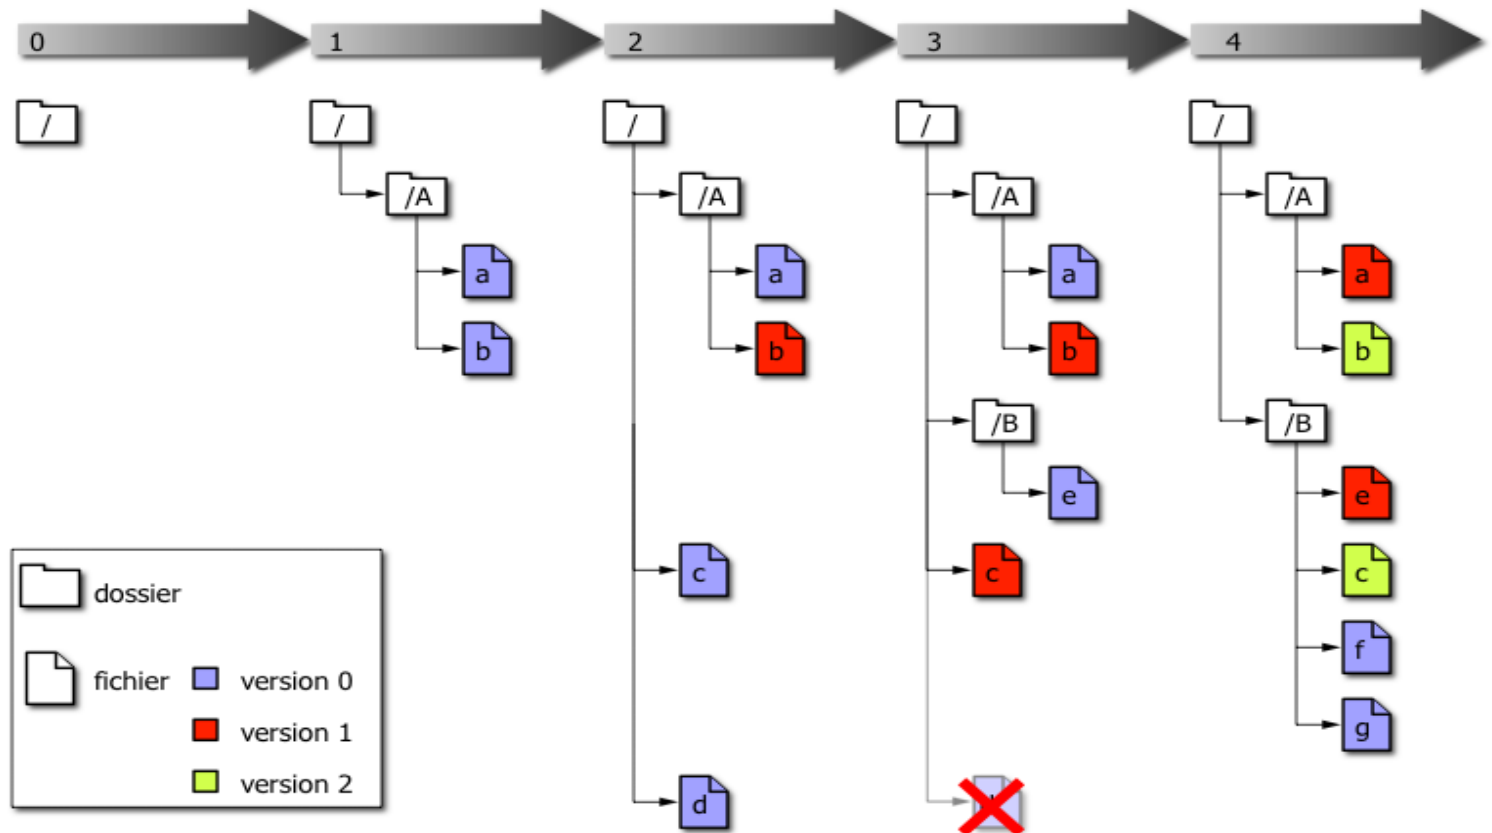 0 1 2 3 4
/ / / / /
/A /A /A /A
a a a a
b b b b
/B /B
e e
c c c
f
g
d
dossier
fichier version 0
version 1
version 2